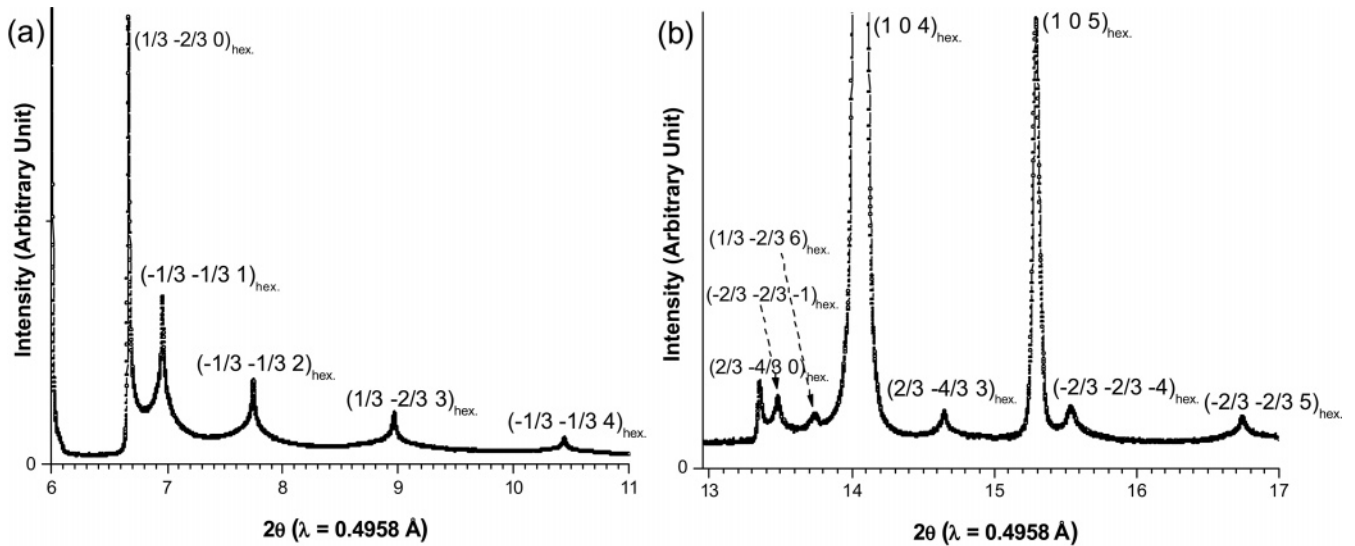 (a)
(1/3 -2/3 0)hex.
(-1/3 -1/3 1)hex.
(-1/3 -1/3 2)hex.
(1/3 -2/3 3)hex.
(-1/3 -1/3 4)hex.
Intensity (Arbitrary Unit)
0
6 7 8 9 10 11
2θ (λ = 0.4958 Å)
(b)
(1 0 4)hex.
(1 0 5)hex.
(1/3 -2/3 6)hex.
(-2/3 -2/3 -1)hex.
(2/3 -4/3 0)hex.
(2/3 -4/3 3)hex.
(-2/3 -2/3 -4)hex.
(-2/3 -2/3 5)hex.
Intensity (Arbitrary Unit)
0
13 14 15 16 17
2θ (λ = 0.4958 Å)